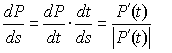 dP/ds = dP/dt · dt/ds = P′(t)/|P′(t)|